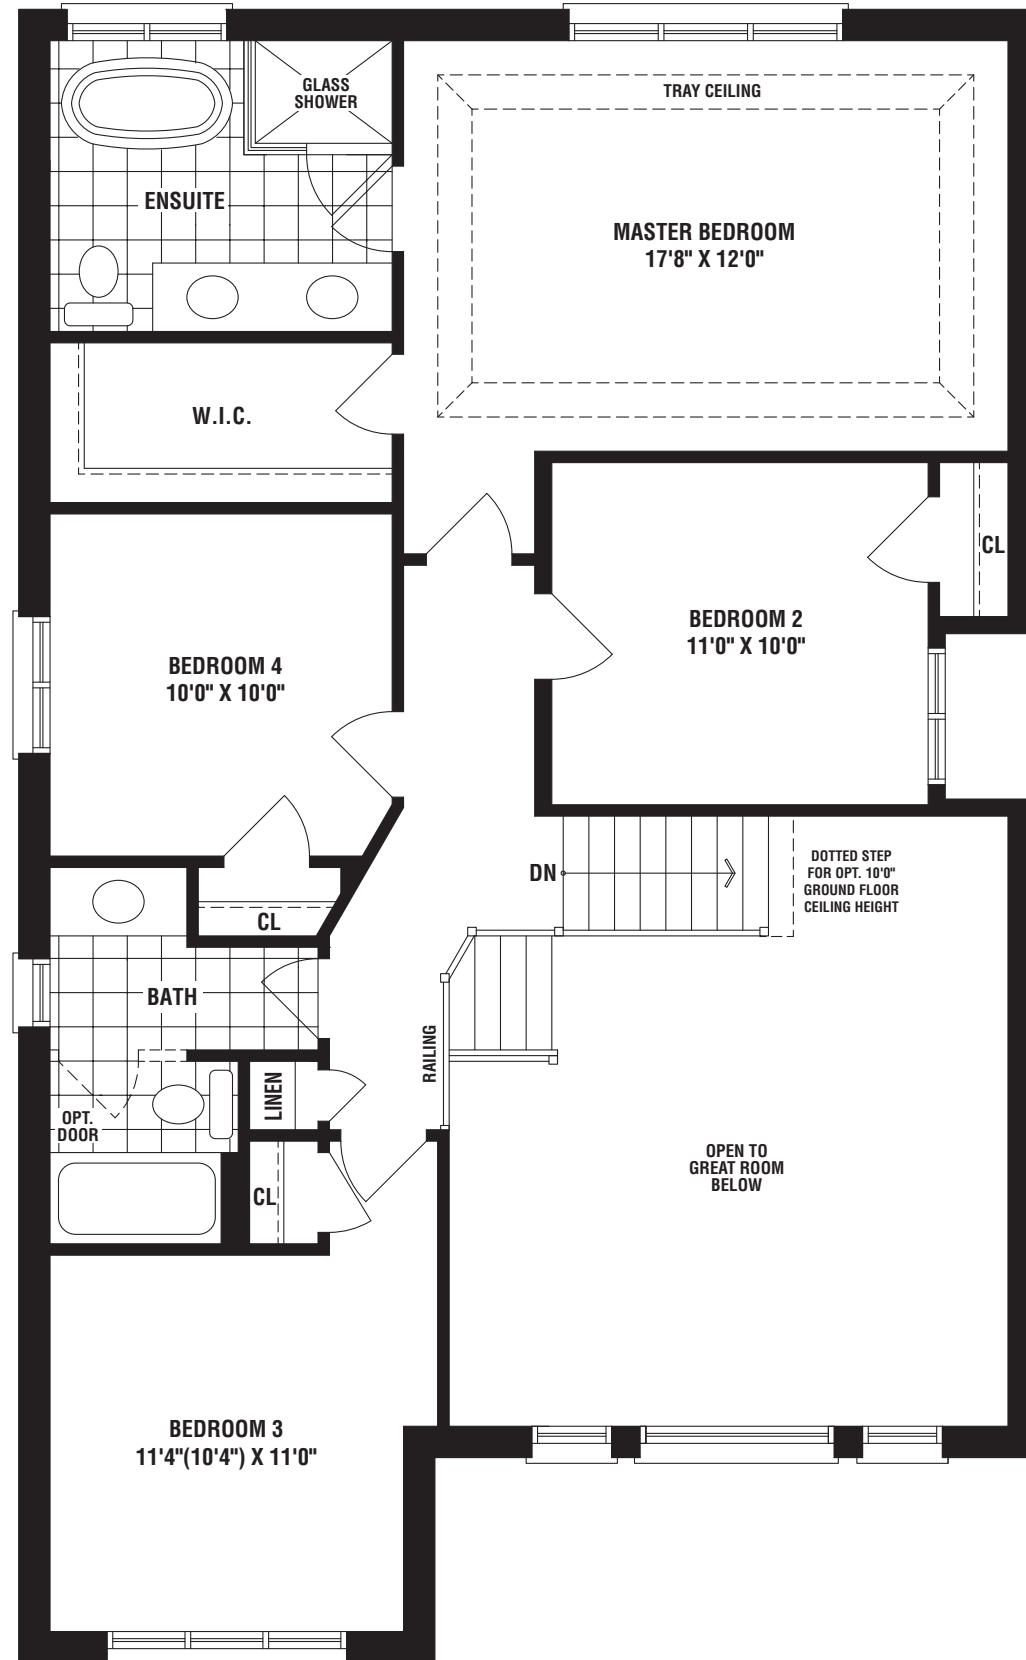 GLASS
SHOWER
TRAY CEILING
ENSUITE
MASTER BEDROOM
17'8" X 12'0"
W.I.C.
CL
BEDROOM 2
11'0" X 10'0"
BEDROOM 4
10'0" X 10'0"
DN
DOTTED STEP
FOR OPT. 10'0"
GROUND FLOOR
CEILING HEIGHT
CL
BATH
RAILING
LINEN
OPT.
DOOR
OPEN TO
GREAT ROOM
BELOW
CL
BEDROOM 3
11'4"(10'4") X 11'0"